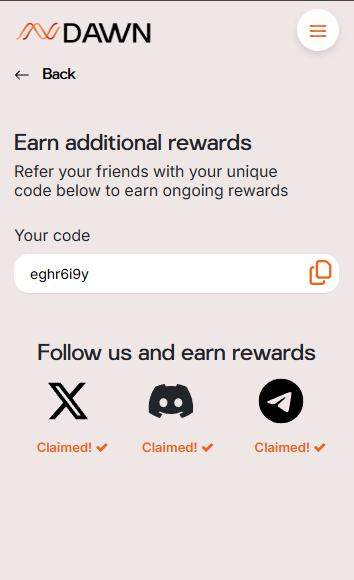 DAWN
Back
Earn additional rewards
Refer your friends with your unique
code below to earn ongoing rewards
Your code
eghr6i9y
Follow us and earn rewards
Claimed! Claimed! Claimed!